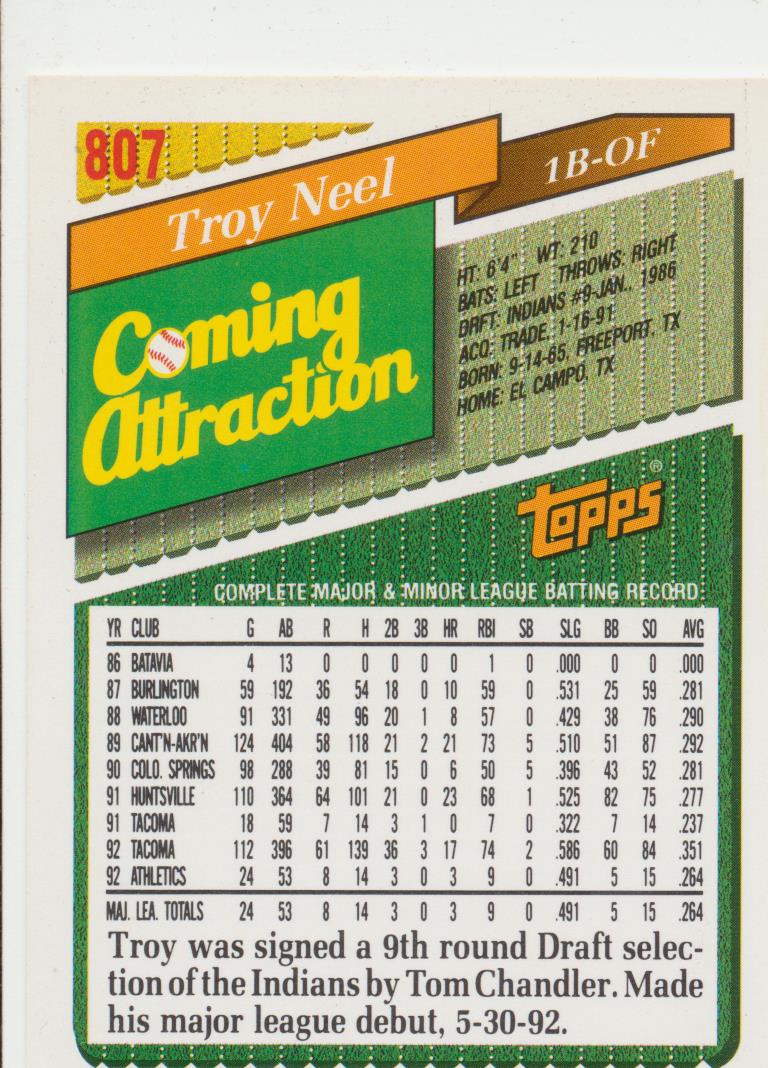 807
Troy Neel
1B-OF
Coming
Attraction
HT: 6'4" WT: 210
BATS: LEFT THROWS: RIGHT
DRFT: INDIANS #9-JAN., 1986
ACQ: TRADE, 1-16-91
BORN: 9-14-65, FREEPORT, TX
HOME: EL CAMPO, TX
Topps®
COMPLETE MAJOR & MINOR LEAGUE BATTING RECORD
YR CLUB G AB R H 2B 3B HR RBI SB SLG BB SO AVG
86 BATAVIA 4 13 0 0 0 0 0 1 0 .000 0 0 .000
87 BURLINGTON 59 192 36 54 18 0 10 59 0 .531 25 59 .281
88 WATERLOO 91 331 49 96 20 1 8 57 0 .429 38 76 .290
89 CANT'N-AKR'N 124 404 58 118 21 2 21 73 5 .510 51 87 .292
90 COLO. SPRINGS 98 288 39 81 15 0 6 50 5 .396 43 52 .281
91 HUNTSVILLE 110 364 64 101 21 0 23 68 1 .525 82 75 .277
91 TACOMA 18 59 7 14 3 1 0 7 0 .322 7 14 .237
92 TACOMA 112 396 61 139 36 3 17 74 2 .586 60 84 .351
92 ATHLETICS 24 53 8 14 3 0 3 9 0 .491 5 15 .264
MAJ. LEA. TOTALS 24 53 8 14 3 0 3 9 0 .491 5 15 .264
Troy was signed a 9th round Draft selec-
tion of the Indians by Tom Chandler. Made
his major league debut, 5-30-92.